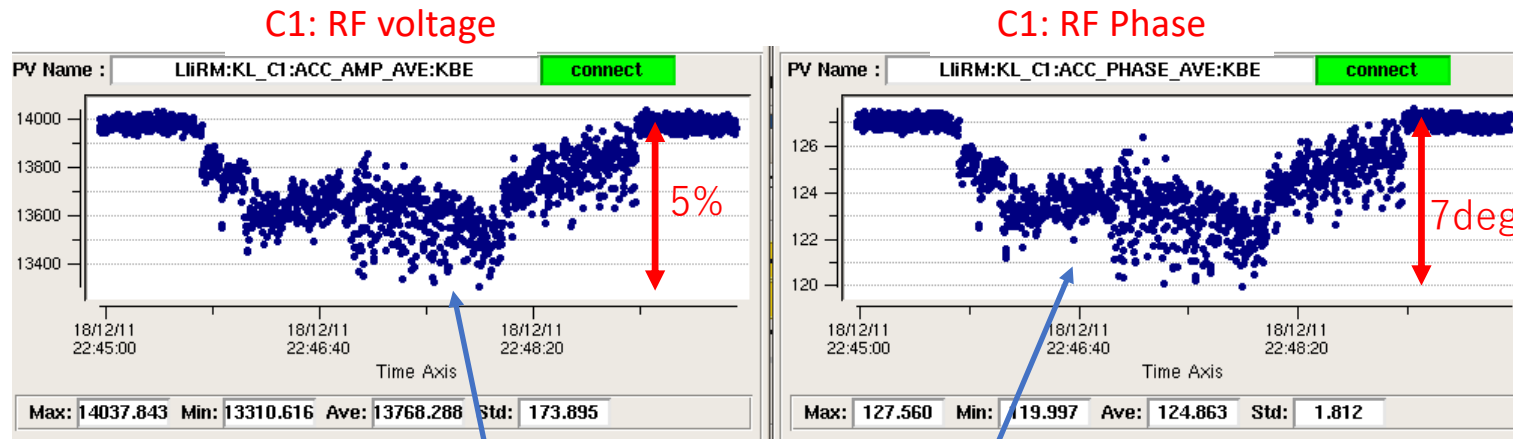 C1: RF voltage
PV Name : LIiRM:KL_C1:ACC_AMP_AVE:KBE connect
14000
13800
13600
13400
5%
18/12/11 18/12/11 18/12/11
22:45:00 22:46:40 22:48:20
Time Axis
Max: 14037.843 Min: 13310.616 Ave: 13768.288 Std: 173.895
C1: RF Phase
PV Name : LIiRM:KL_C1:ACC_PHASE_AVE:KBE connect
126
124
122
120
7deg
18/12/11 18/12/11 18/12/11
22:45:00 22:46:40 22:48:20
Time Axis
Max: 127.560 Min: 119.997 Ave: 124.863 Std: 1.812